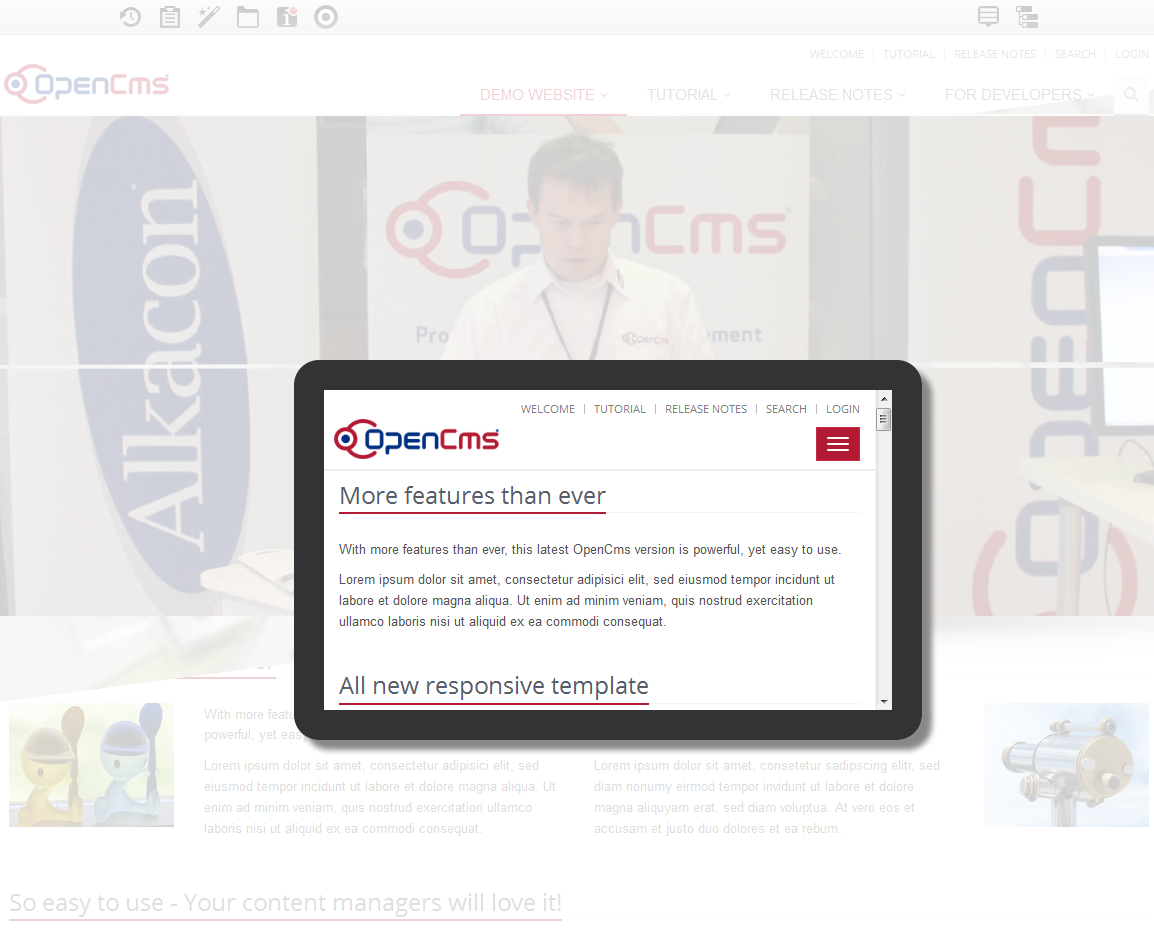 WELCOME | TUTORIAL | RELEASE NOTES | SEARCH | LOGIN
OpenCms
DEMO WEBSITE TUTORIAL RELEASE NOTES FOR DEVELOPERS
Alkacon
OpenCms
Pro
ment
OpenCms
WELCOME | TUTORIAL | RELEASE NOTES | SEARCH | LOGIN
OpenCms
More features than ever
With more features than ever, this latest OpenCms version is powerful, yet easy to use.
Lorem ipsum dolor sit amet, consectetur adipisici elit, sed eiusmod tempor incidunt ut
labore et dolore magna aliqua. Ut enim ad minim veniam, quis nostrud exercitation
ullamco laboris nisi ut aliquid ex ea commodi consequat.
All new responsive template
With more featu
powerful, yet eas
Lorem ipsum dolor sit amet, consectetur adipisici elit, sed
eiusmod tempor incidunt ut labore et dolore magna aliqua. Ut
enim ad minim veniam, quis nostrud exercitation ullamco
laboris nisi ut aliquid ex ea commodi consequat.
Lorem ipsum dolor sit amet, consetetur sadipscing elitr, sed
diam nonumy eirmod tempor invidunt ut labore et dolore
magna aliquyam erat, sed diam voluptua. At vero eos et
accusam et justo duo dolores et ea rebum.
So easy to use - Your content managers will love it!